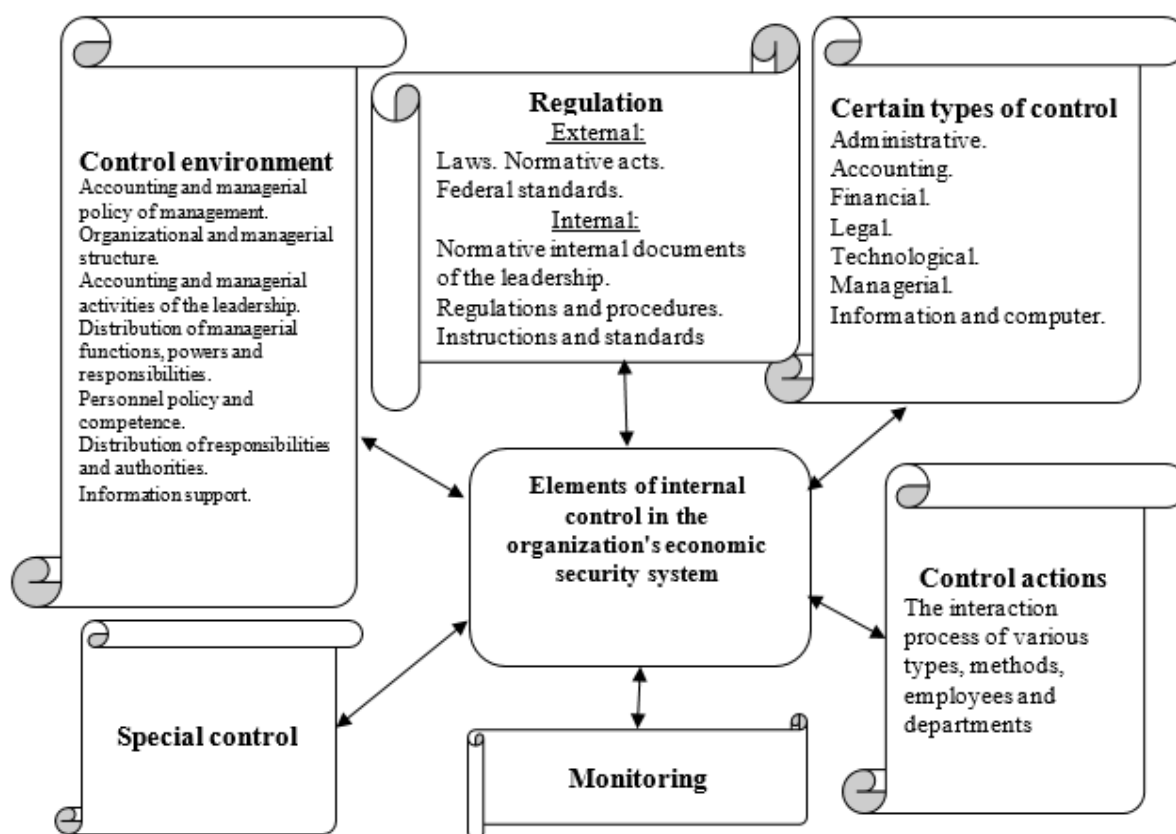 Control environment
Accounting and managerial
policy of management.
Organizational and managerial
structure.
Accounting and managerial
activities of the leadership.
Distribution of managerial
functions, powers and
responsibilities.
Personnel policy and
competence.
Distribution of responsibilities
and authorities.
Information support.
Regulation
External:
Laws. Normative acts.
Federal standards.
Internal:
Normative internal documents
of the leadership.
Regulations and procedures.
Instructions and standards
Certain types of control
Administrative.
Accounting.
Financial.
Legal.
Technological.
Managerial.
Information and computer.
Elements of internal
control in the
organization's economic
security system
Control actions
The interaction
process of various
types, methods,
employees and
departments
Special control
Monitoring